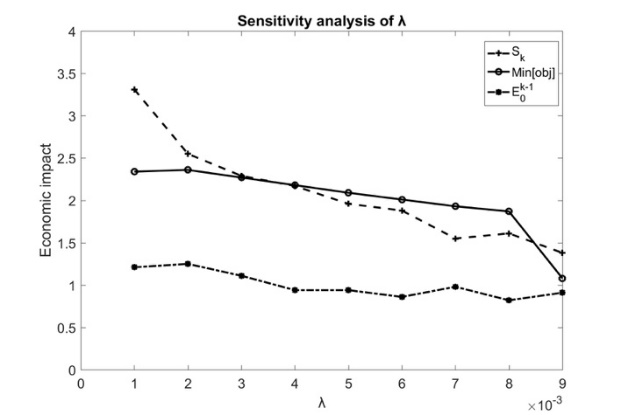 Sensitivity analysis of λ
4
3.5
3
2.5
2
1.5
1
0.5
0
Economic impact
S_k
Min[obj]
E_0^{k-1}
0 1 2 3 4 5 6 7 8 9
λ
×10^{-3}